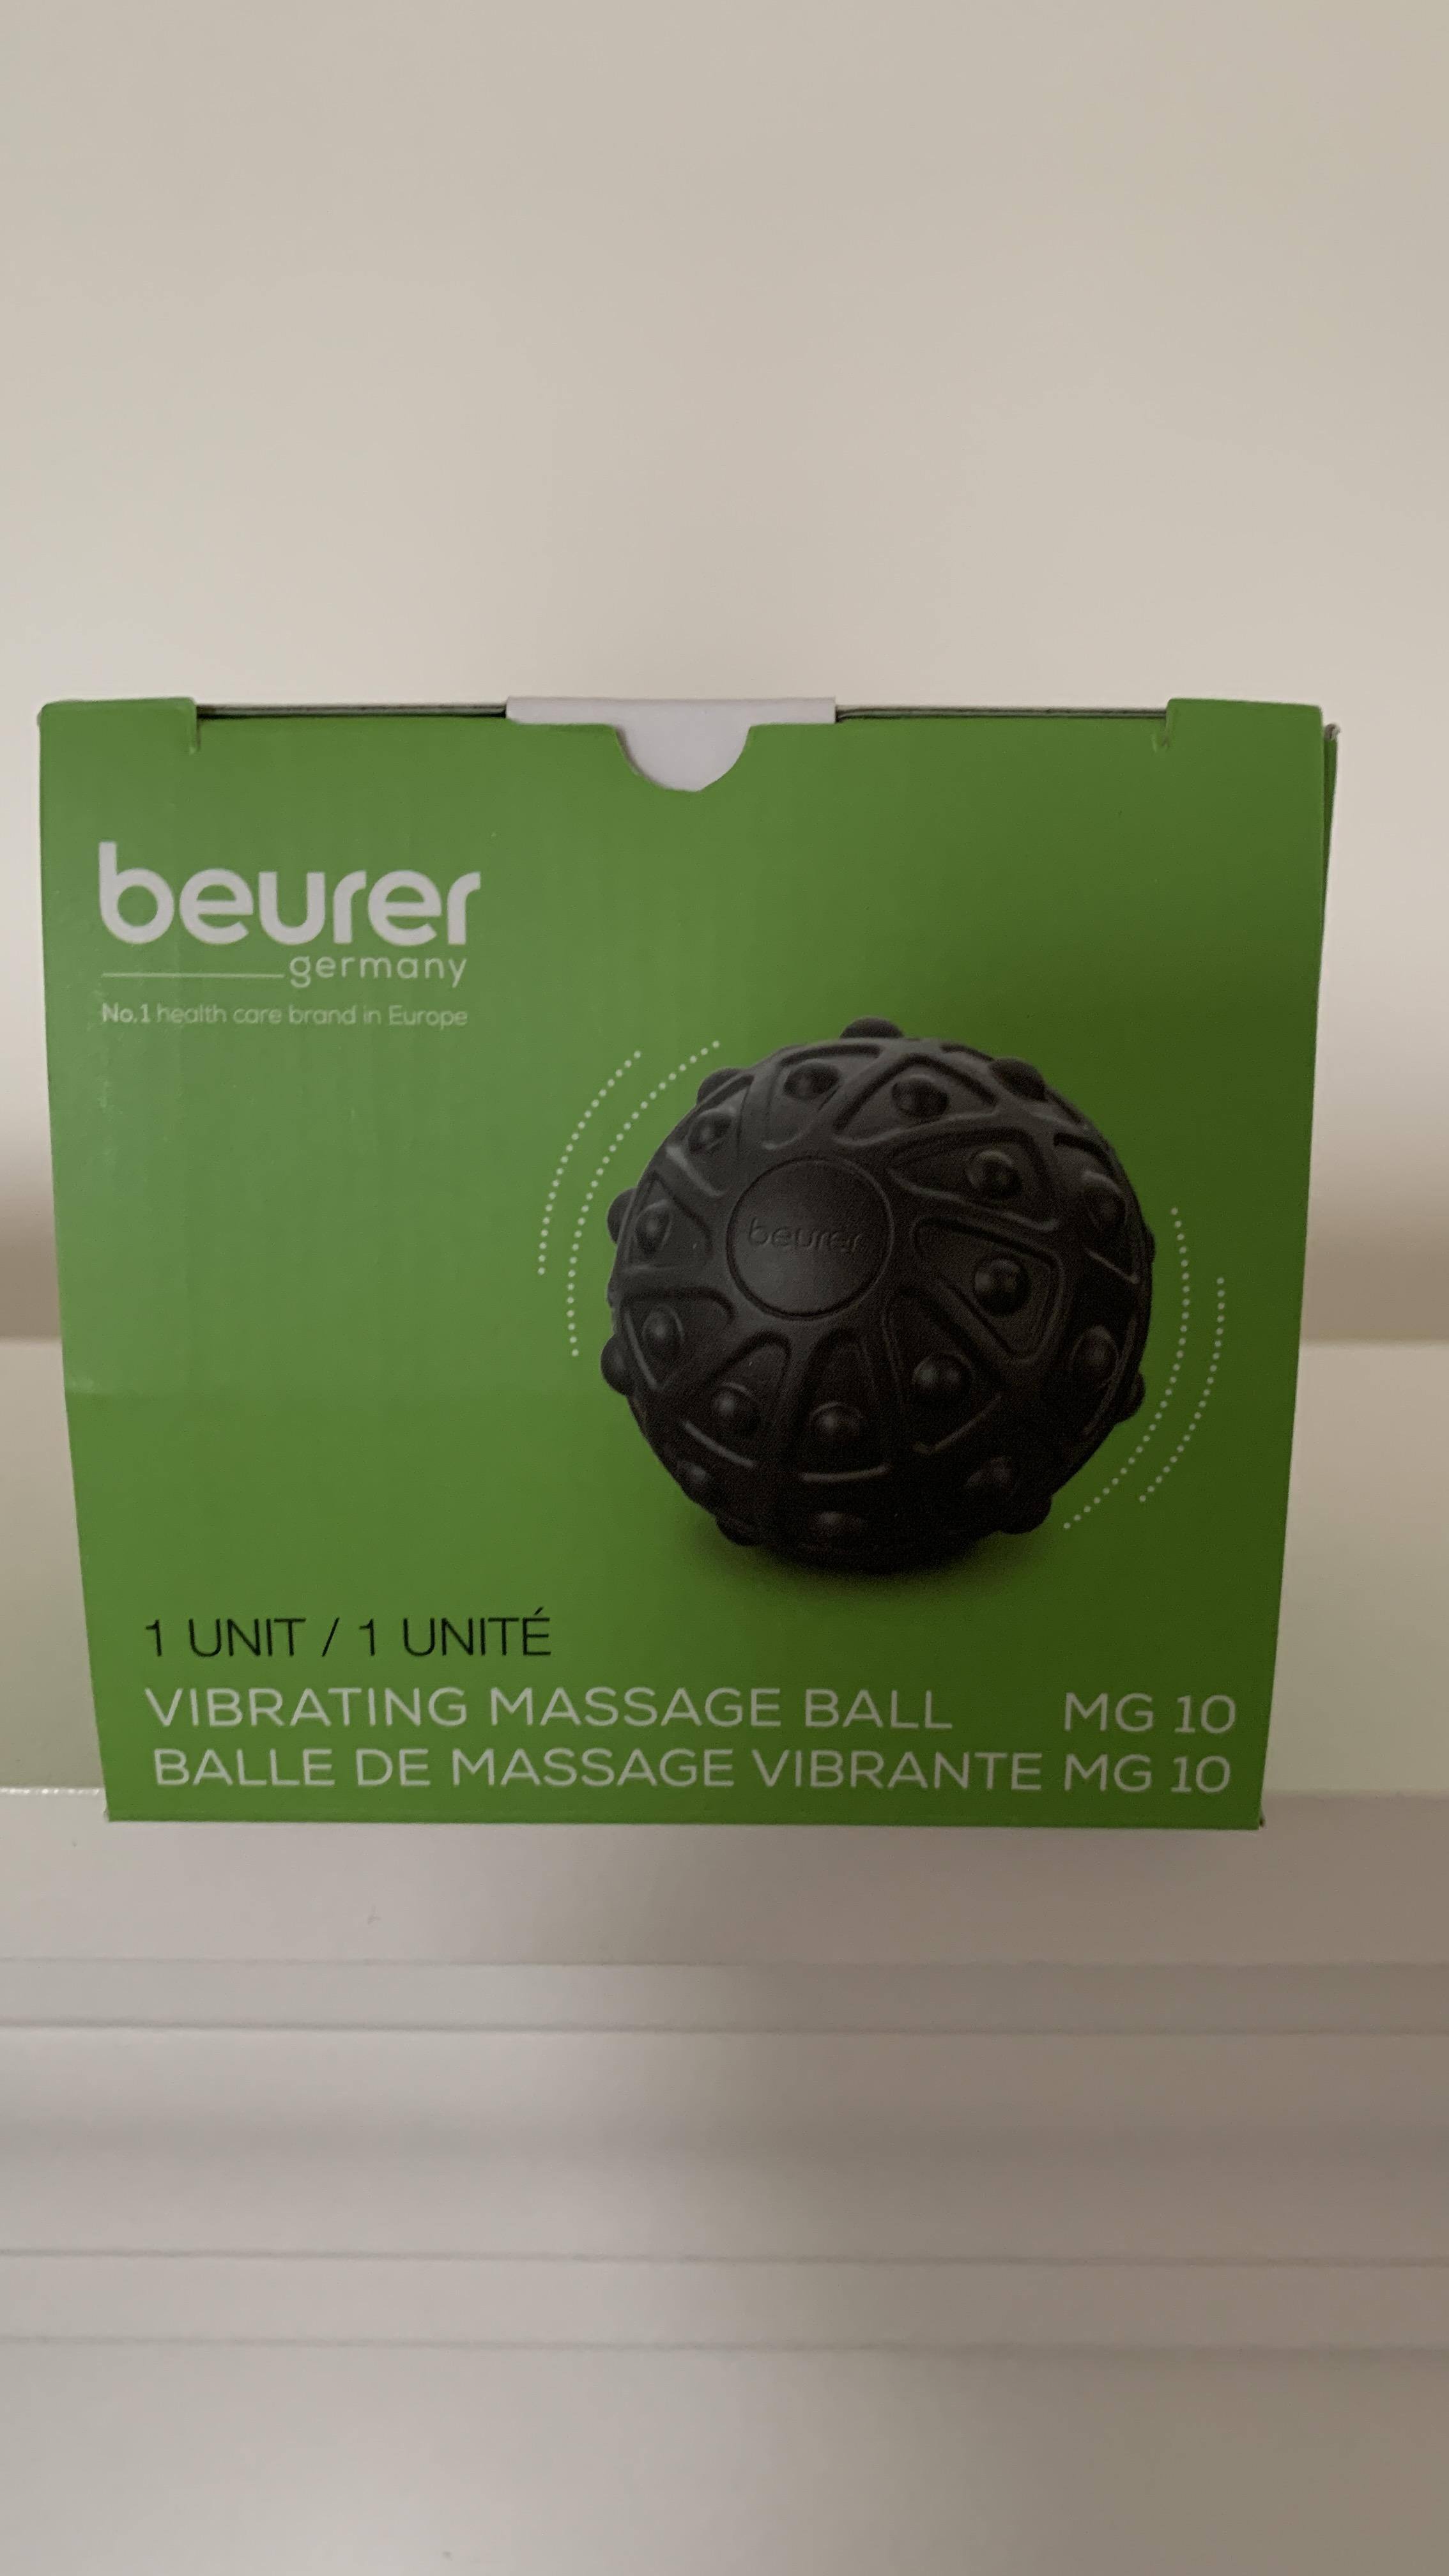 beurer
germany
No.1 health care brand in Europe
beurer
1 UNIT / 1 UNITÉ
VIBRATING MASSAGE BALL MG 10
BALLE DE MASSAGE VIBRANTE MG 10